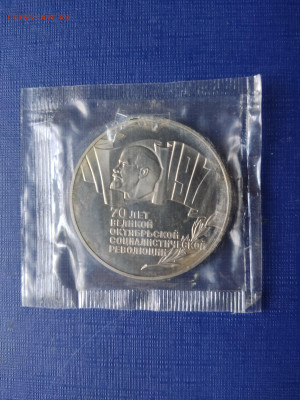 1917
70 ЛЕТ
ВЕЛИКОЙ
ОКТЯБРЬСКОЙ
СОЦИАЛИСТИЧЕСКОЙ
РЕВОЛЮЦИИ